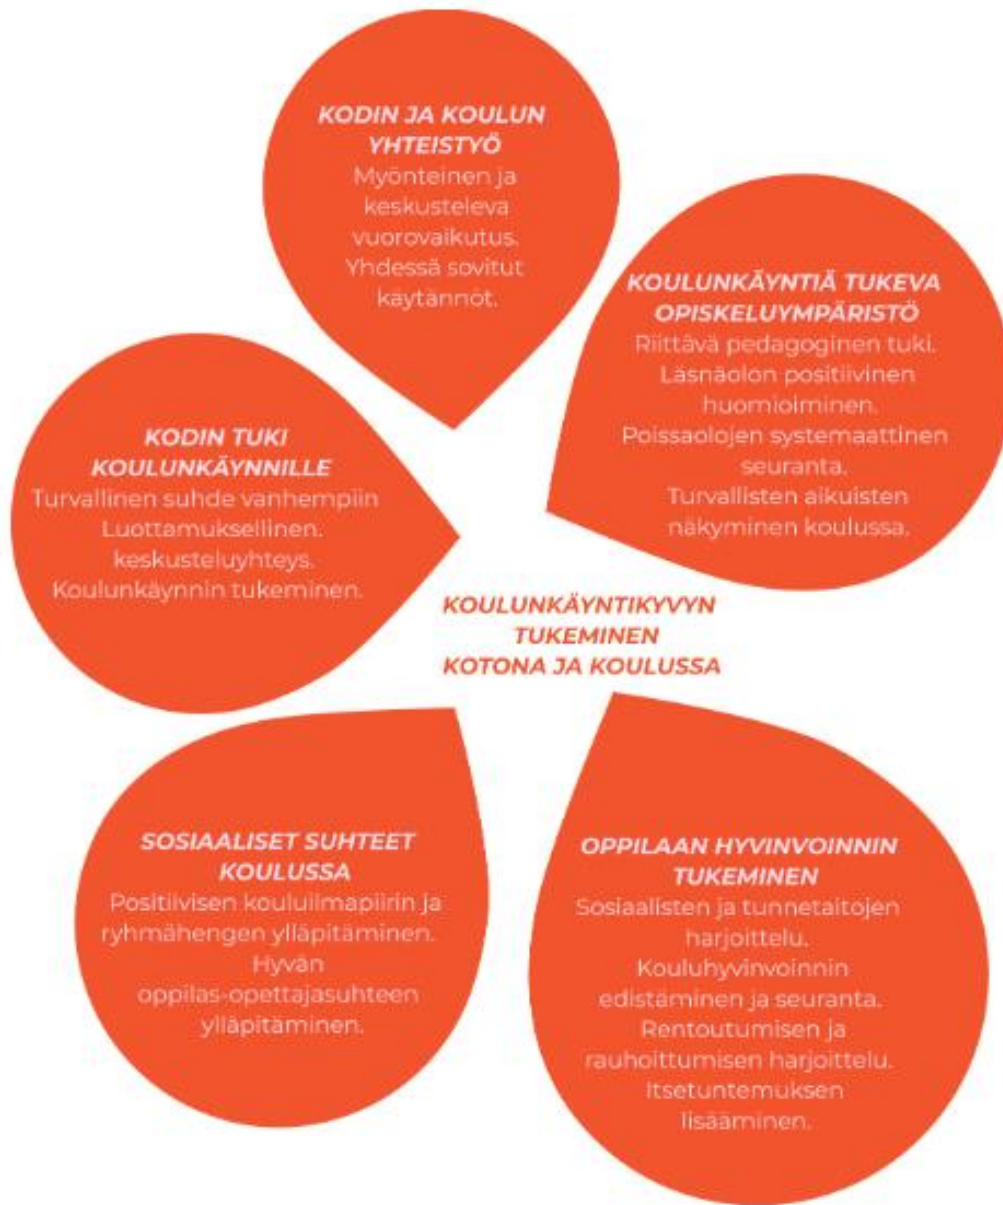 KODIN JA KOULUN
YHTEISTYÖ
Myönteinen ja
keskusteleva
vuorovaikutus.
Yhdessä sovitut
käytännöt.
KOULUNKÄYNTIÄ TUKEVA
OPISKELUYMPÄRISTÖ
Riittävä pedagoginen tuki.
Läsnäolon positiivinen
huomioiminen.
Poissaolojen systemaattinen
seuranta.
Turvallisten aikuisten
näkyminen koulussa.
KODIN TUKI
KOULUNKÄYNNILLE
Turvallinen suhde vanhempiin
Luottamuksellinen.
keskusteluyhteys.
Koulunkäynnin tukeminen.
KOULUNKÄYNTIKYVYN
TUKEMINEN
KOTONA JA KOULUSSA
SOSIAALISET SUHTEET
KOULUSSA
Positiivisen kouluilmapiirin ja
ryhmähengen ylläpitäminen.
Hyvän
oppilas-opettajasuhteen
ylläpitäminen.
OPPILAAN HYVINVOINNIN
TUKEMINEN
Sosiaalisten ja tunnetaitojen
harjoittelu.
Kouluhyvinvoinnin
edistäminen ja seuranta.
Rentoutumisen ja
rauhoittumisen harjoittelu.
Itsetuntemuksen
lisääminen.